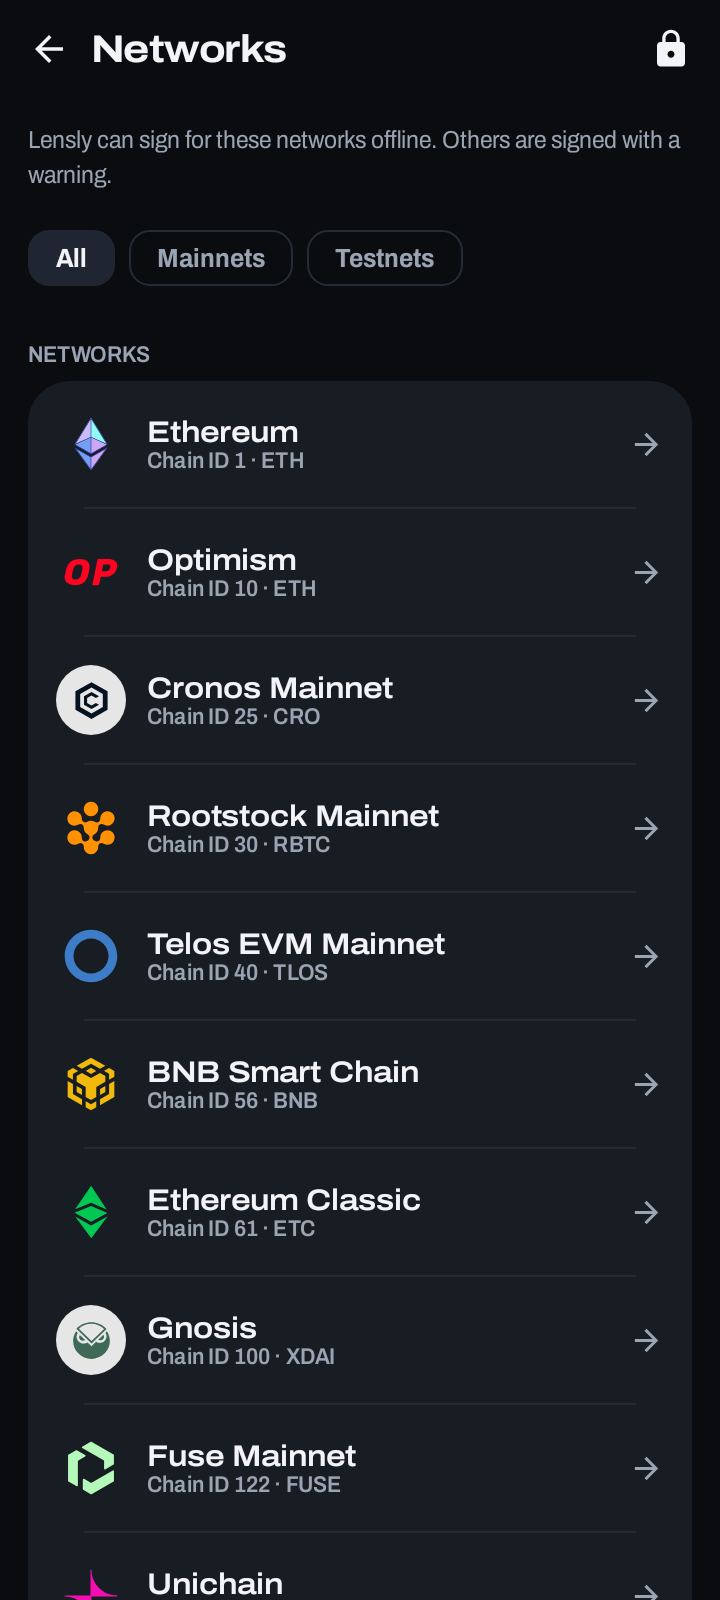 Networks
Lensly can sign for these networks offline. Others are signed with a
warning.
All
Mainnets
Testnets
NETWORKS
Ethereum
Chain ID 1 · ETH
OP
Optimism
Chain ID 10 · ETH
Cronos Mainnet
Chain ID 25 · CRO
Rootstock Mainnet
Chain ID 30 · RBTC
Telos EVM Mainnet
Chain ID 40 · TLOS
BNB Smart Chain
Chain ID 56 · BNB
Ethereum Classic
Chain ID 61 · ETC
Gnosis
Chain ID 100 · XDAI
Fuse Mainnet
Chain ID 122 · FUSE
Unichain